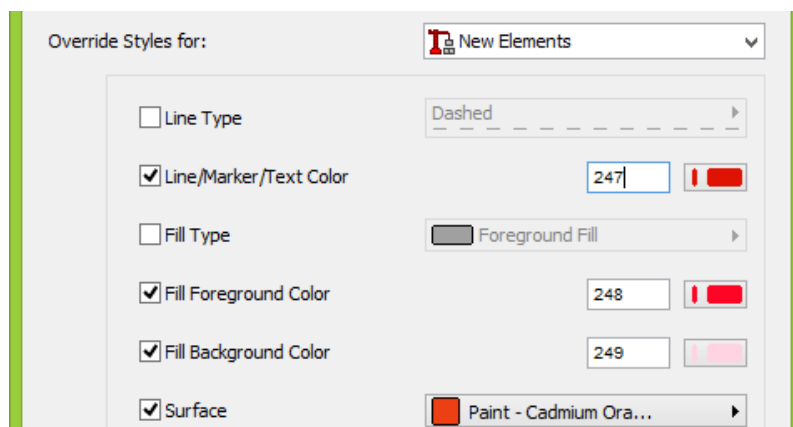 Override Styles for: New Elements
Line Type Dashed
Line/Marker/Text Color 247
Fill Type Foreground Fill
Fill Foreground Color 248
Fill Background Color 249
Surface Paint - Cadmium Ora...